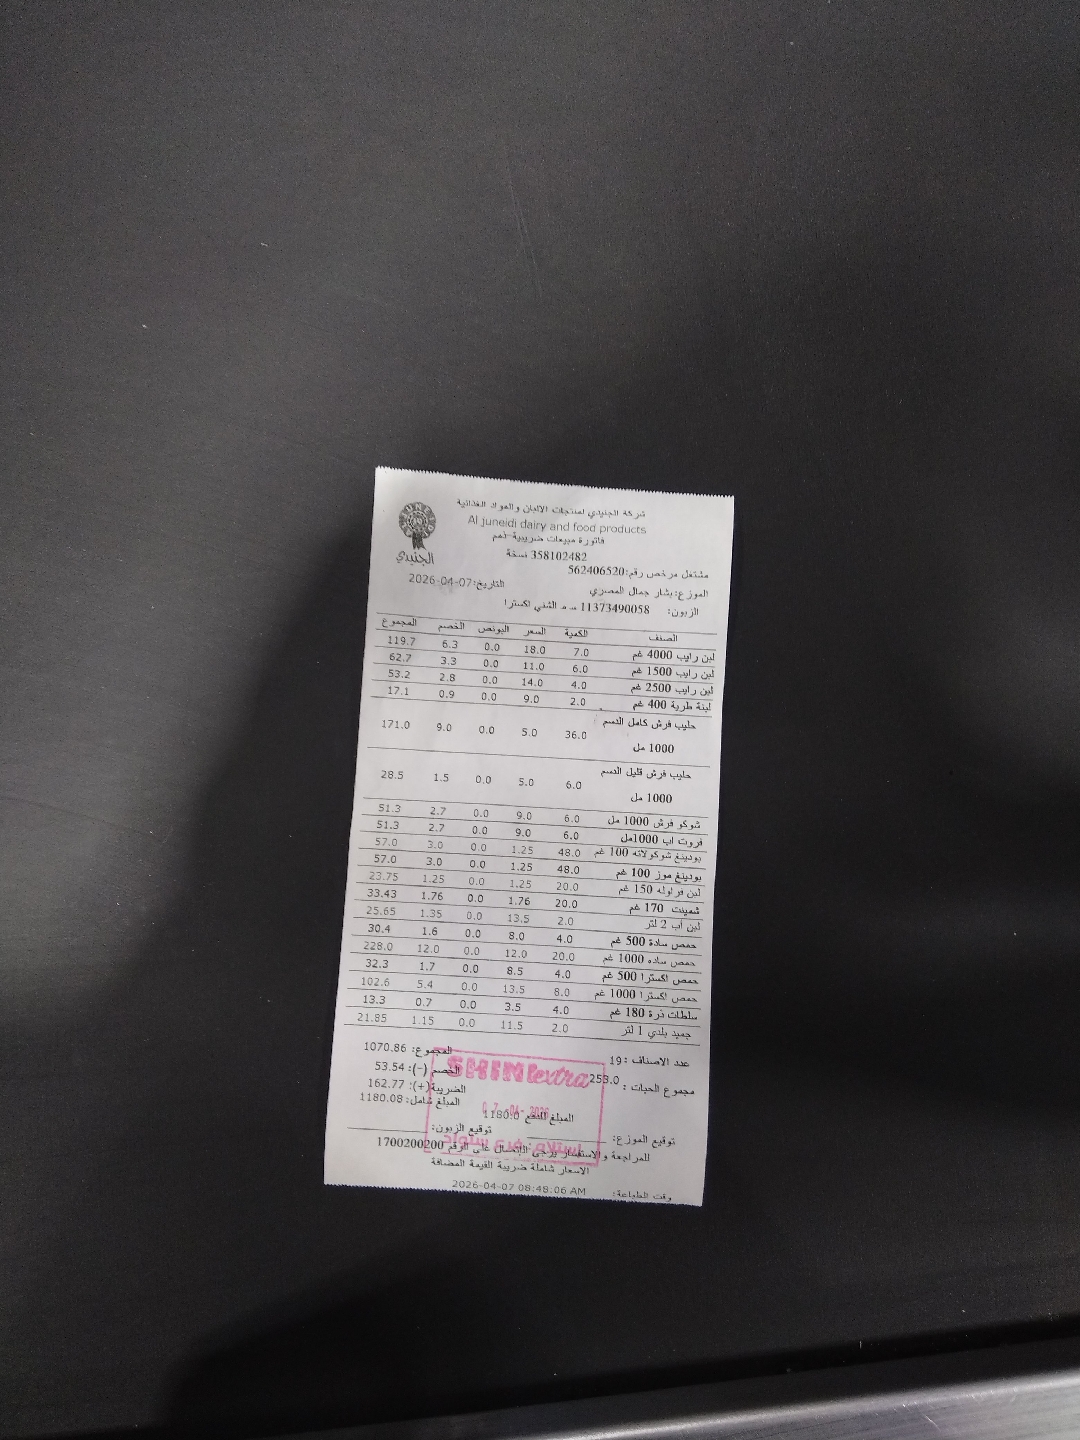 شركة الجنيدي لمنتجات الالبان والمواد الغذائية
Al juneidi dairy and food products
فاتورة مبيعات ضريبية-لهم
358102482 نسخة
الجنيدي
مشتغل مرخص رقم:562406520
الموزع:بشار جمال المصري
التاريخ:2026-04-07
الزبون: 11373490058 الشني اكسترا
الصنف الكمية السعر البونص الخصم المجموع
لبن رايب 4000 غم 7.0 18.0 0.0 6.3 119.7
لبن رايب 1500 غم 6.0 11.0 0.0 3.3 62.7
لبن رايب 2500 غم 4.0 14.0 0.0 2.8 53.2
لبنة طرية 400 غم 2.0 9.0 0.0 0.9 17.1
حليب فرش كامل الدسم 1000 مل 36.0 5.0 0.0 9.0 171.0
حليب فرش قليل الدسم 1000 مل 6.0 5.0 0.0 1.5 28.5
شوكو فرش 1000 مل 6.0 9.0 0.0 2.7 51.3
فروت اب 1000مل 6.0 9.0 0.0 2.7 51.3
بودينغ شوكولاته 100 غم 48.0 1.25 0.0 3.0 57.0
بودينغ موز 100 غم 48.0 1.25 0.0 3.0 57.0
لبن فراوله 150 غم 20.0 1.25 0.0 1.25 23.75
شمينت 170 غم 20.0 1.76 0.0 1.76 33.43
لبن اب 2 لتر 2.0 13.5 0.0 1.35 25.65
حمص سادة 500 غم 4.0 8.0 0.0 1.6 30.4
حمص ساده 1000 غم 20.0 12.0 0.0 12.0 228.0
حمص اكسترا 500 غم 4.0 8.5 0.0 1.7 32.3
حمص اكسترا 1000 غم 8.0 13.5 0.0 5.4 102.6
سلطات ذرة 180 غم 4.0 3.5 0.0 0.7 13.3
جميد بلدي 1 لتر 2.0 11.5 0.0 1.15 21.85
عدد الاصناف : 19 المجموع: 1070.86
الخصم (-): 53.54
مجموع الحبات : 253.0 الضريبة(+): 162.77
المبلغ شامل: 1180.08
المبلغ للدفع 1180.0
SHINI extra
07 -04- 2026
توقيع الموزع: توقيع الزبون:
للمراجعة والاستفسار يرجى الاتصال على الرقم 1700200200
الاسعار شاملة ضريبة القيمة المضافة
وقت الطباعة: 2026-04-07 08:48:06 AM